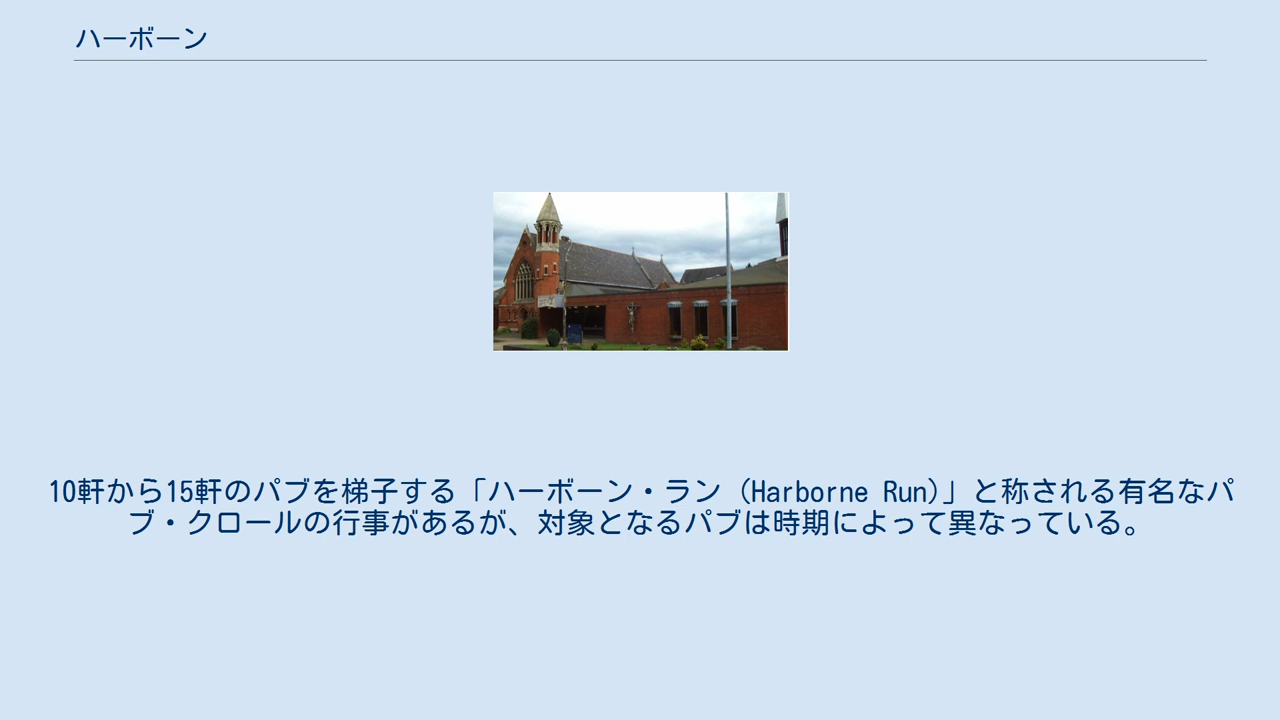 ハーボーン
10軒から15軒のパブを梯子する「ハーボーン・ラン (Harborne Run)」と称される有名なパ
ブ・クロールの行事があるが、対象となるパブは時期によって異なっている。